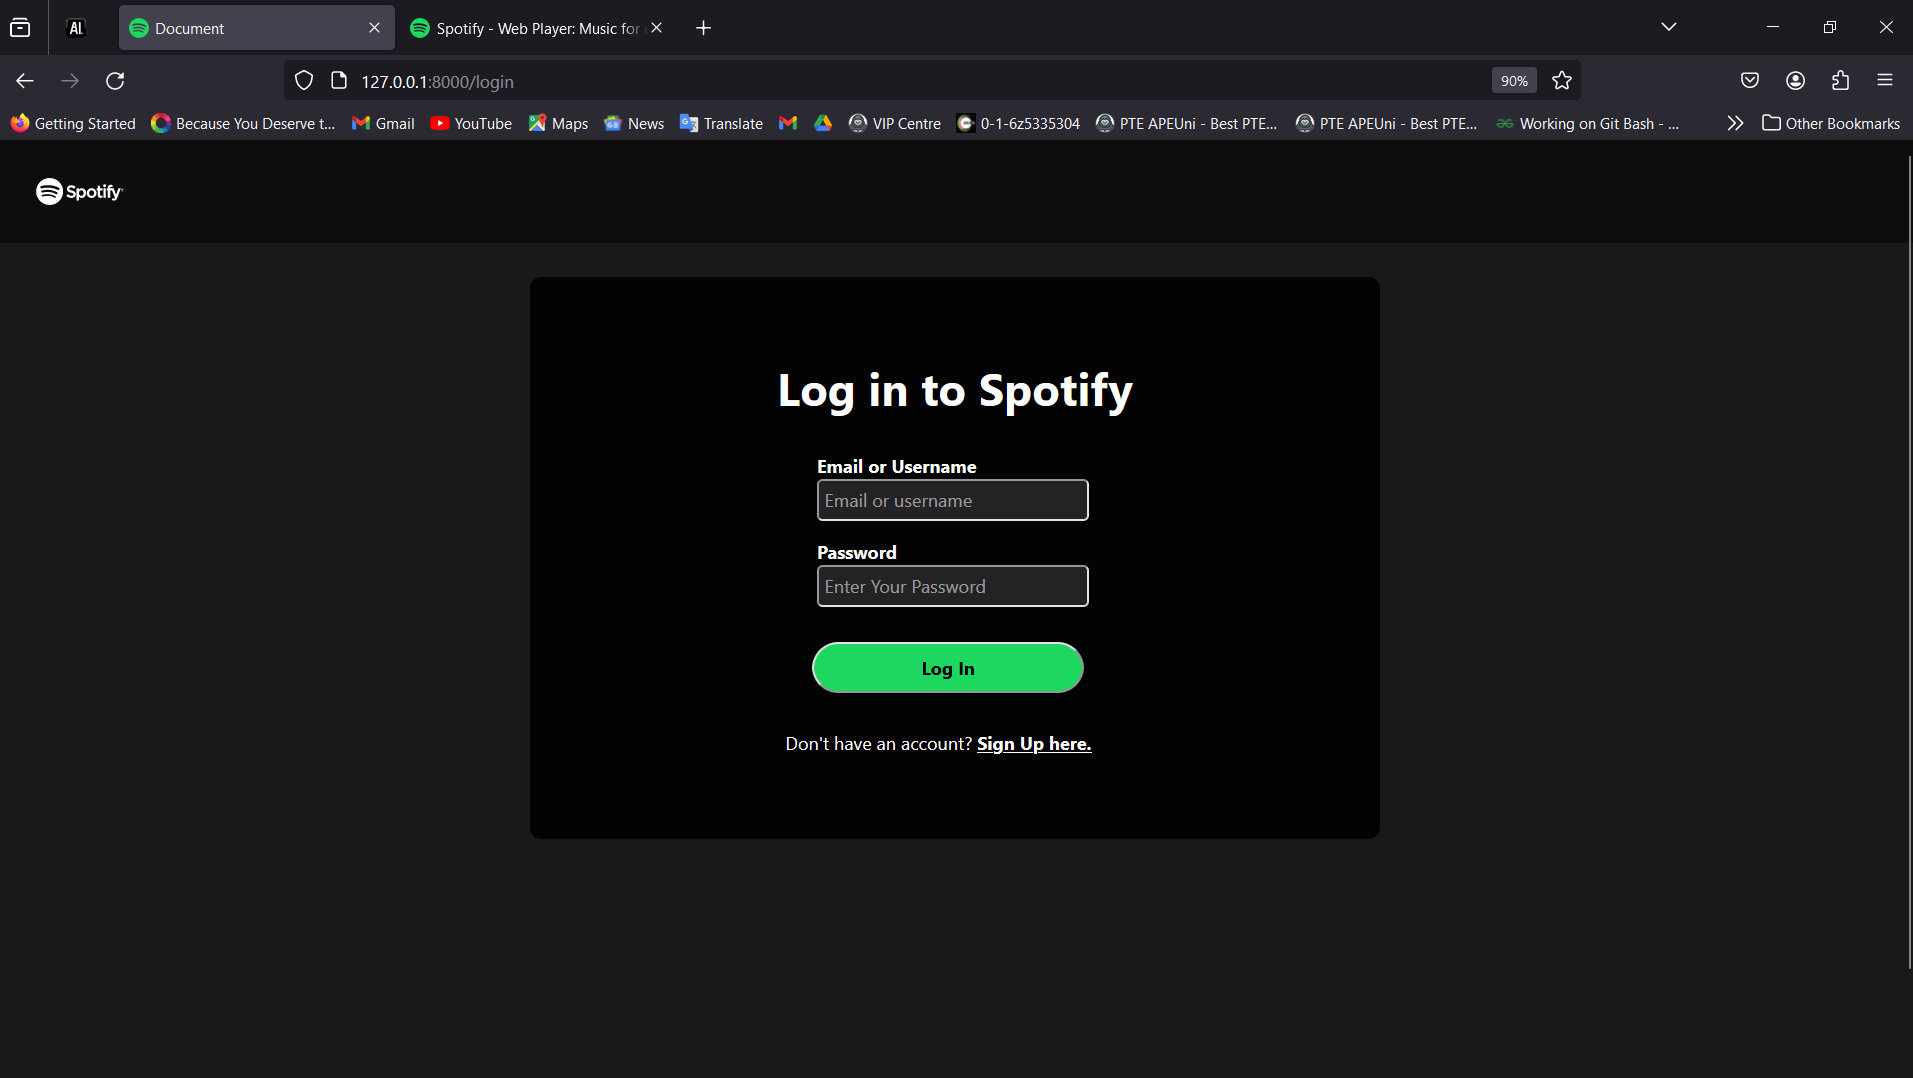 AI.
Document
Spotify - Web Player: Music for
127.0.0.1:8000/login
90%
Getting Started
Because You Deserve t...
Gmail
YouTube
Maps
News
Translate
VIP Centre
0-1-6z5335304
PTE APEUni - Best PTE...
PTE APEUni - Best PTE...
Working on Git Bash - ...
Other Bookmarks
Spotify
Log in to Spotify
Email or Username
Email or username
Password
Enter Your Password
Log In
Don't have an account? Sign Up here.